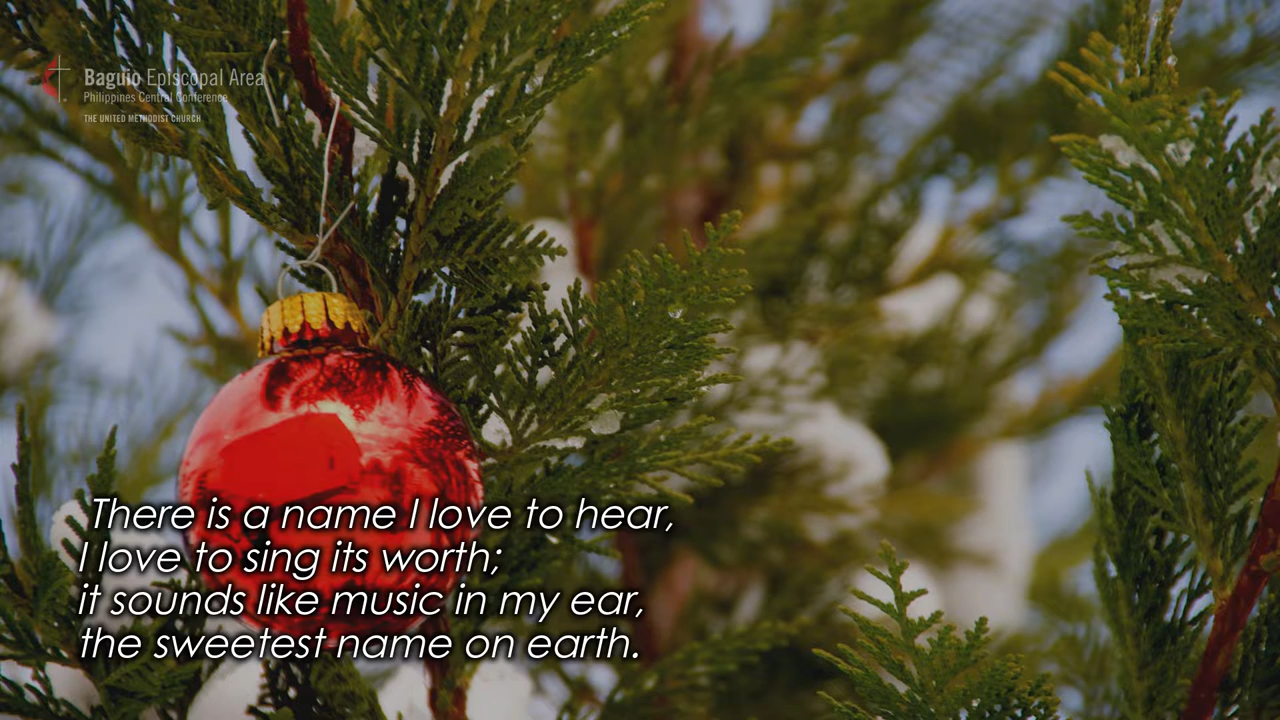 Baguio Episcopal Area
Philippines Central Conference
THE UNITED METHODIST CHURCH
There is a name I love to hear,
I love to sing its worth;
it sounds like music in my ear,
the sweetest name on earth.